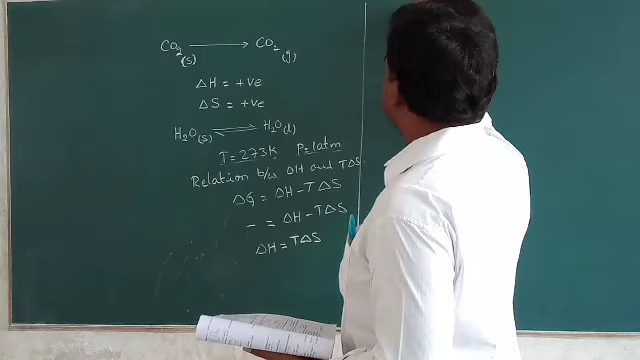 CO₂(s) ⟶ CO₂(g)
ΔH = +ve
ΔS = +ve
H₂O(s) ⇌ H₂O(l)
T = 273K P = 1atm
Relation b/w ΔH and TΔS.
ΔG = ΔH - TΔS
- = ΔH - TΔS
ΔH = TΔS